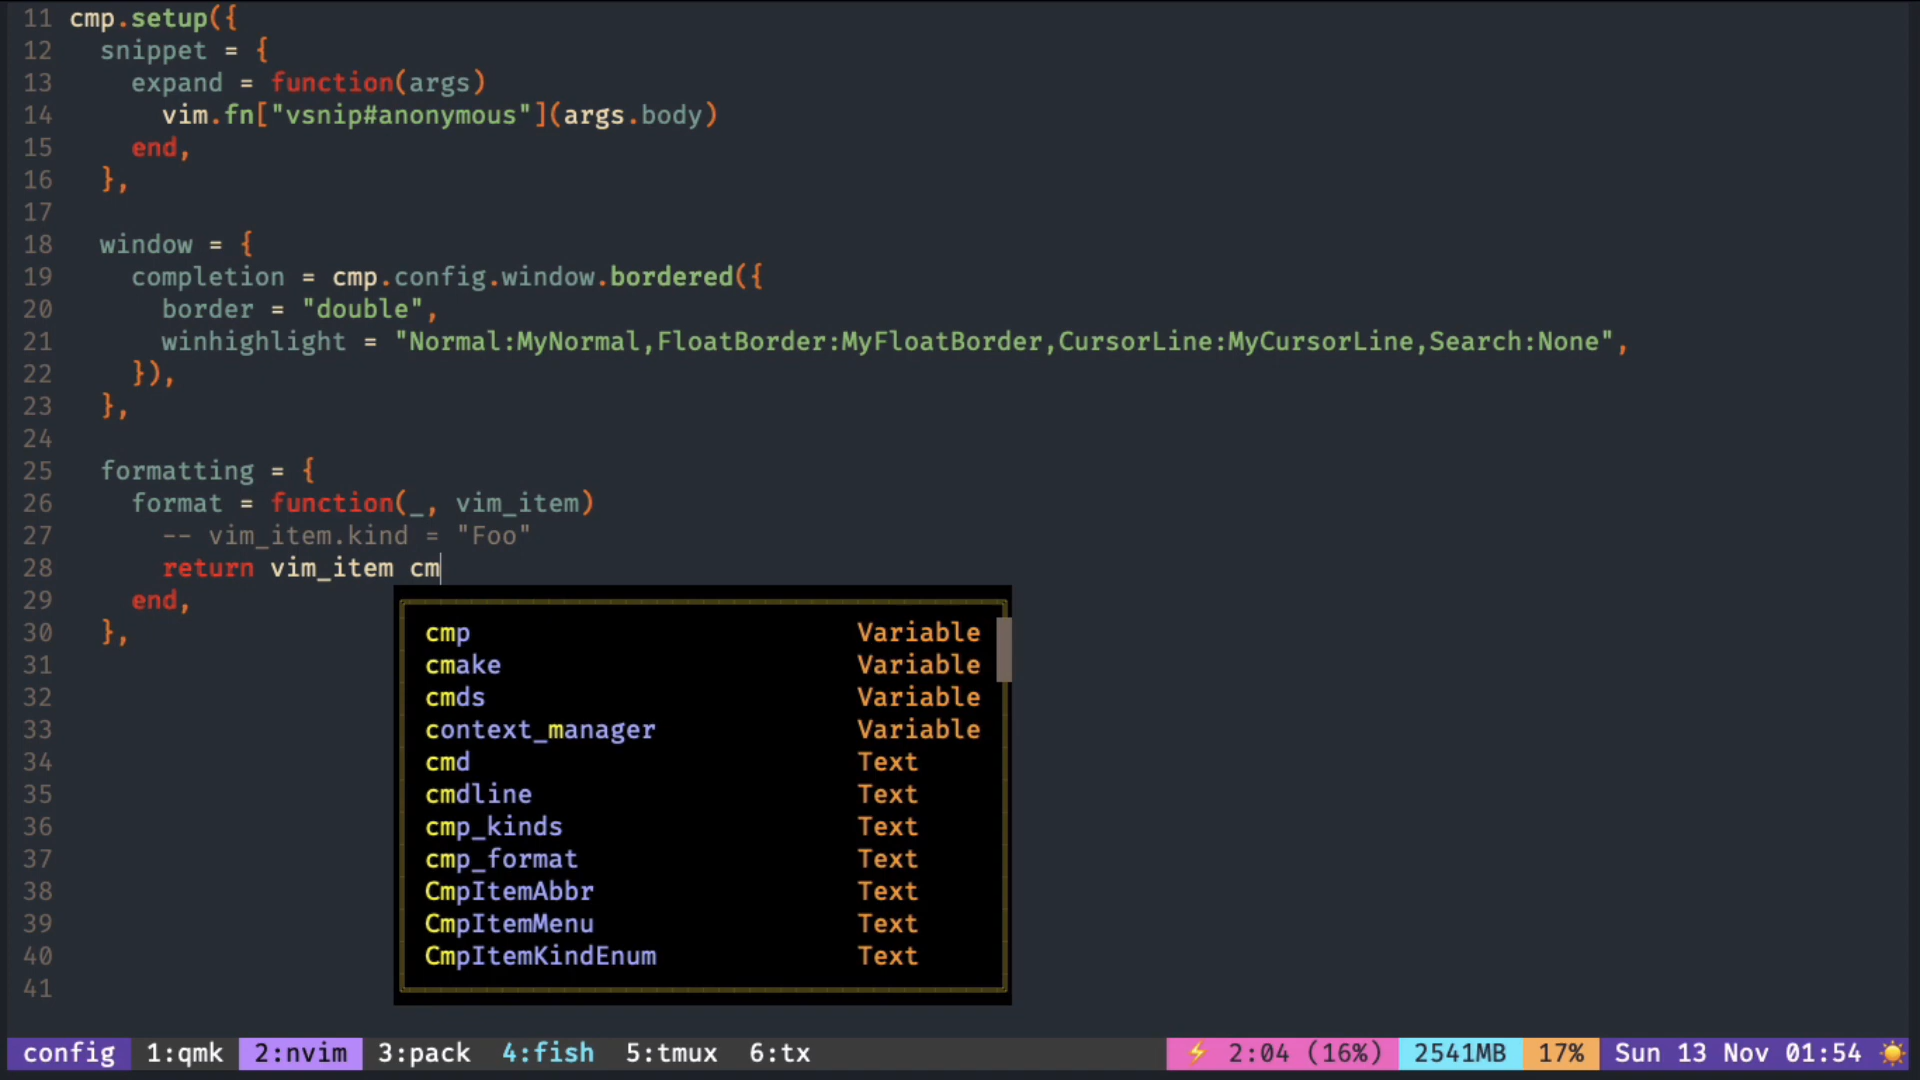 11 cmp.setup({
12   snippet = {
13     expand = function(args)
14       vim.fn["vsnip#anonymous"](args.body)
15     end,
16   },
17
18   window = {
19     completion = cmp.config.window.bordered({
20       border = "double",
21       winhighlight = "Normal:MyNormal,FloatBorder:MyFloatBorder,CursorLine:MyCursorLine,Search:None",
22     }),
23   },
24
25   formatting = {
26     format = function(_, vim_item)
27       -- vim_item.kind = "Foo"
28       return vim_item cm
29     end,
30   }, cmp Variable
31 cmake Variable
32 cmds Variable
33 context_manager Variable
34 cmd Text
35 cmdline Text
36 cmp_kinds Text
37 cmp_format Text
38 CmpItemAbbr Text
39 CmpItemMenu Text
40 CmpItemKindEnum Text
41
config 1:qmk 2:nvim 3:pack 4:fish 5:tmux 6:tx ⚡ 2:04 (16%) 2541MB 17% Sun 13 Nov 01:54 ☀️